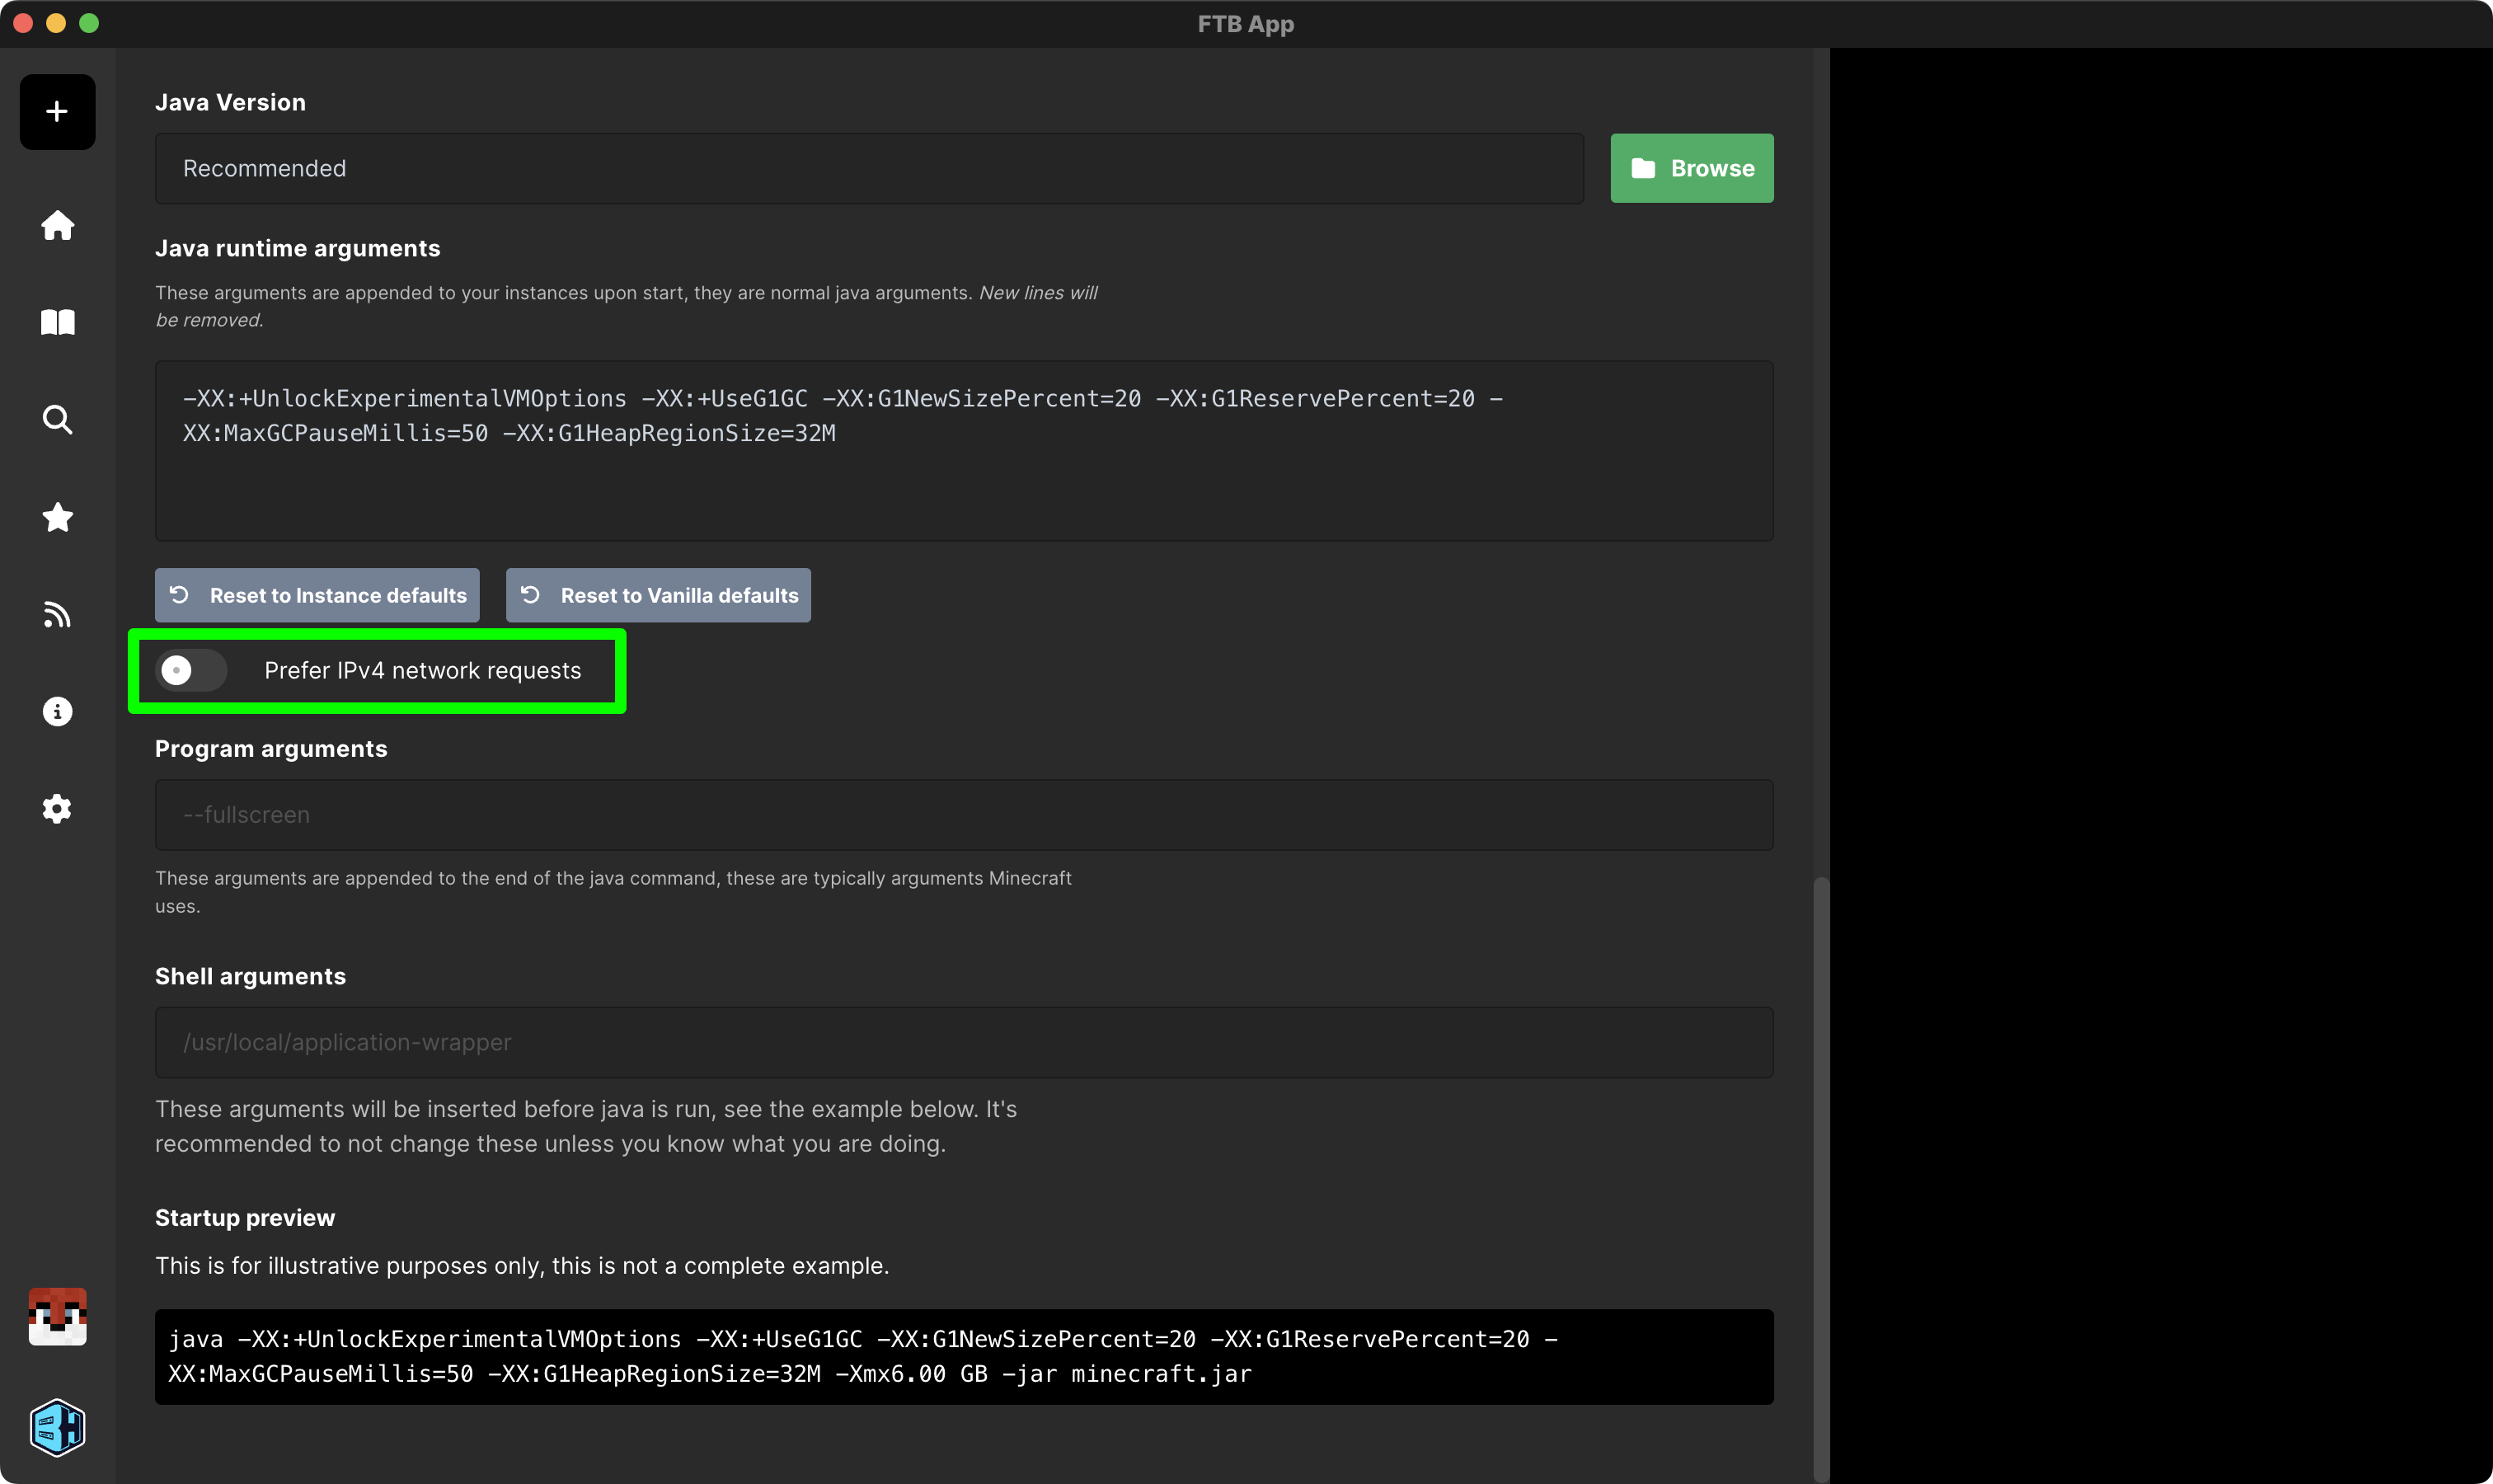 FTB App
Java Version
Recommended
Browse
Java runtime arguments
These arguments are appended to your instances upon start, they are normal java arguments. New lines will
be removed.
-XX:+UnlockExperimentalVMOptions -XX:+UseG1GC -XX:G1NewSizePercent=20 -XX:G1ReservePercent=20 -
XX:MaxGCPauseMillis=50 -XX:G1HeapRegionSize=32M
Reset to Instance defaults
Reset to Vanilla defaults
Prefer IPv4 network requests
Program arguments
--fullscreen
These arguments are appended to the end of the java command, these are typically arguments Minecraft
uses.
Shell arguments
/usr/local/application-wrapper
These arguments will be inserted before java is run, see the example below. It's
recommended to not change these unless you know what you are doing.
Startup preview
This is for illustrative purposes only, this is not a complete example.
java -XX:+UnlockExperimentalVMOptions -XX:+UseG1GC -XX:G1NewSizePercent=20 -XX:G1ReservePercent=20 -
XX:MaxGCPauseMillis=50 -XX:G1HeapRegionSize=32M -Xmx6.00 GB -jar minecraft.jar
BH